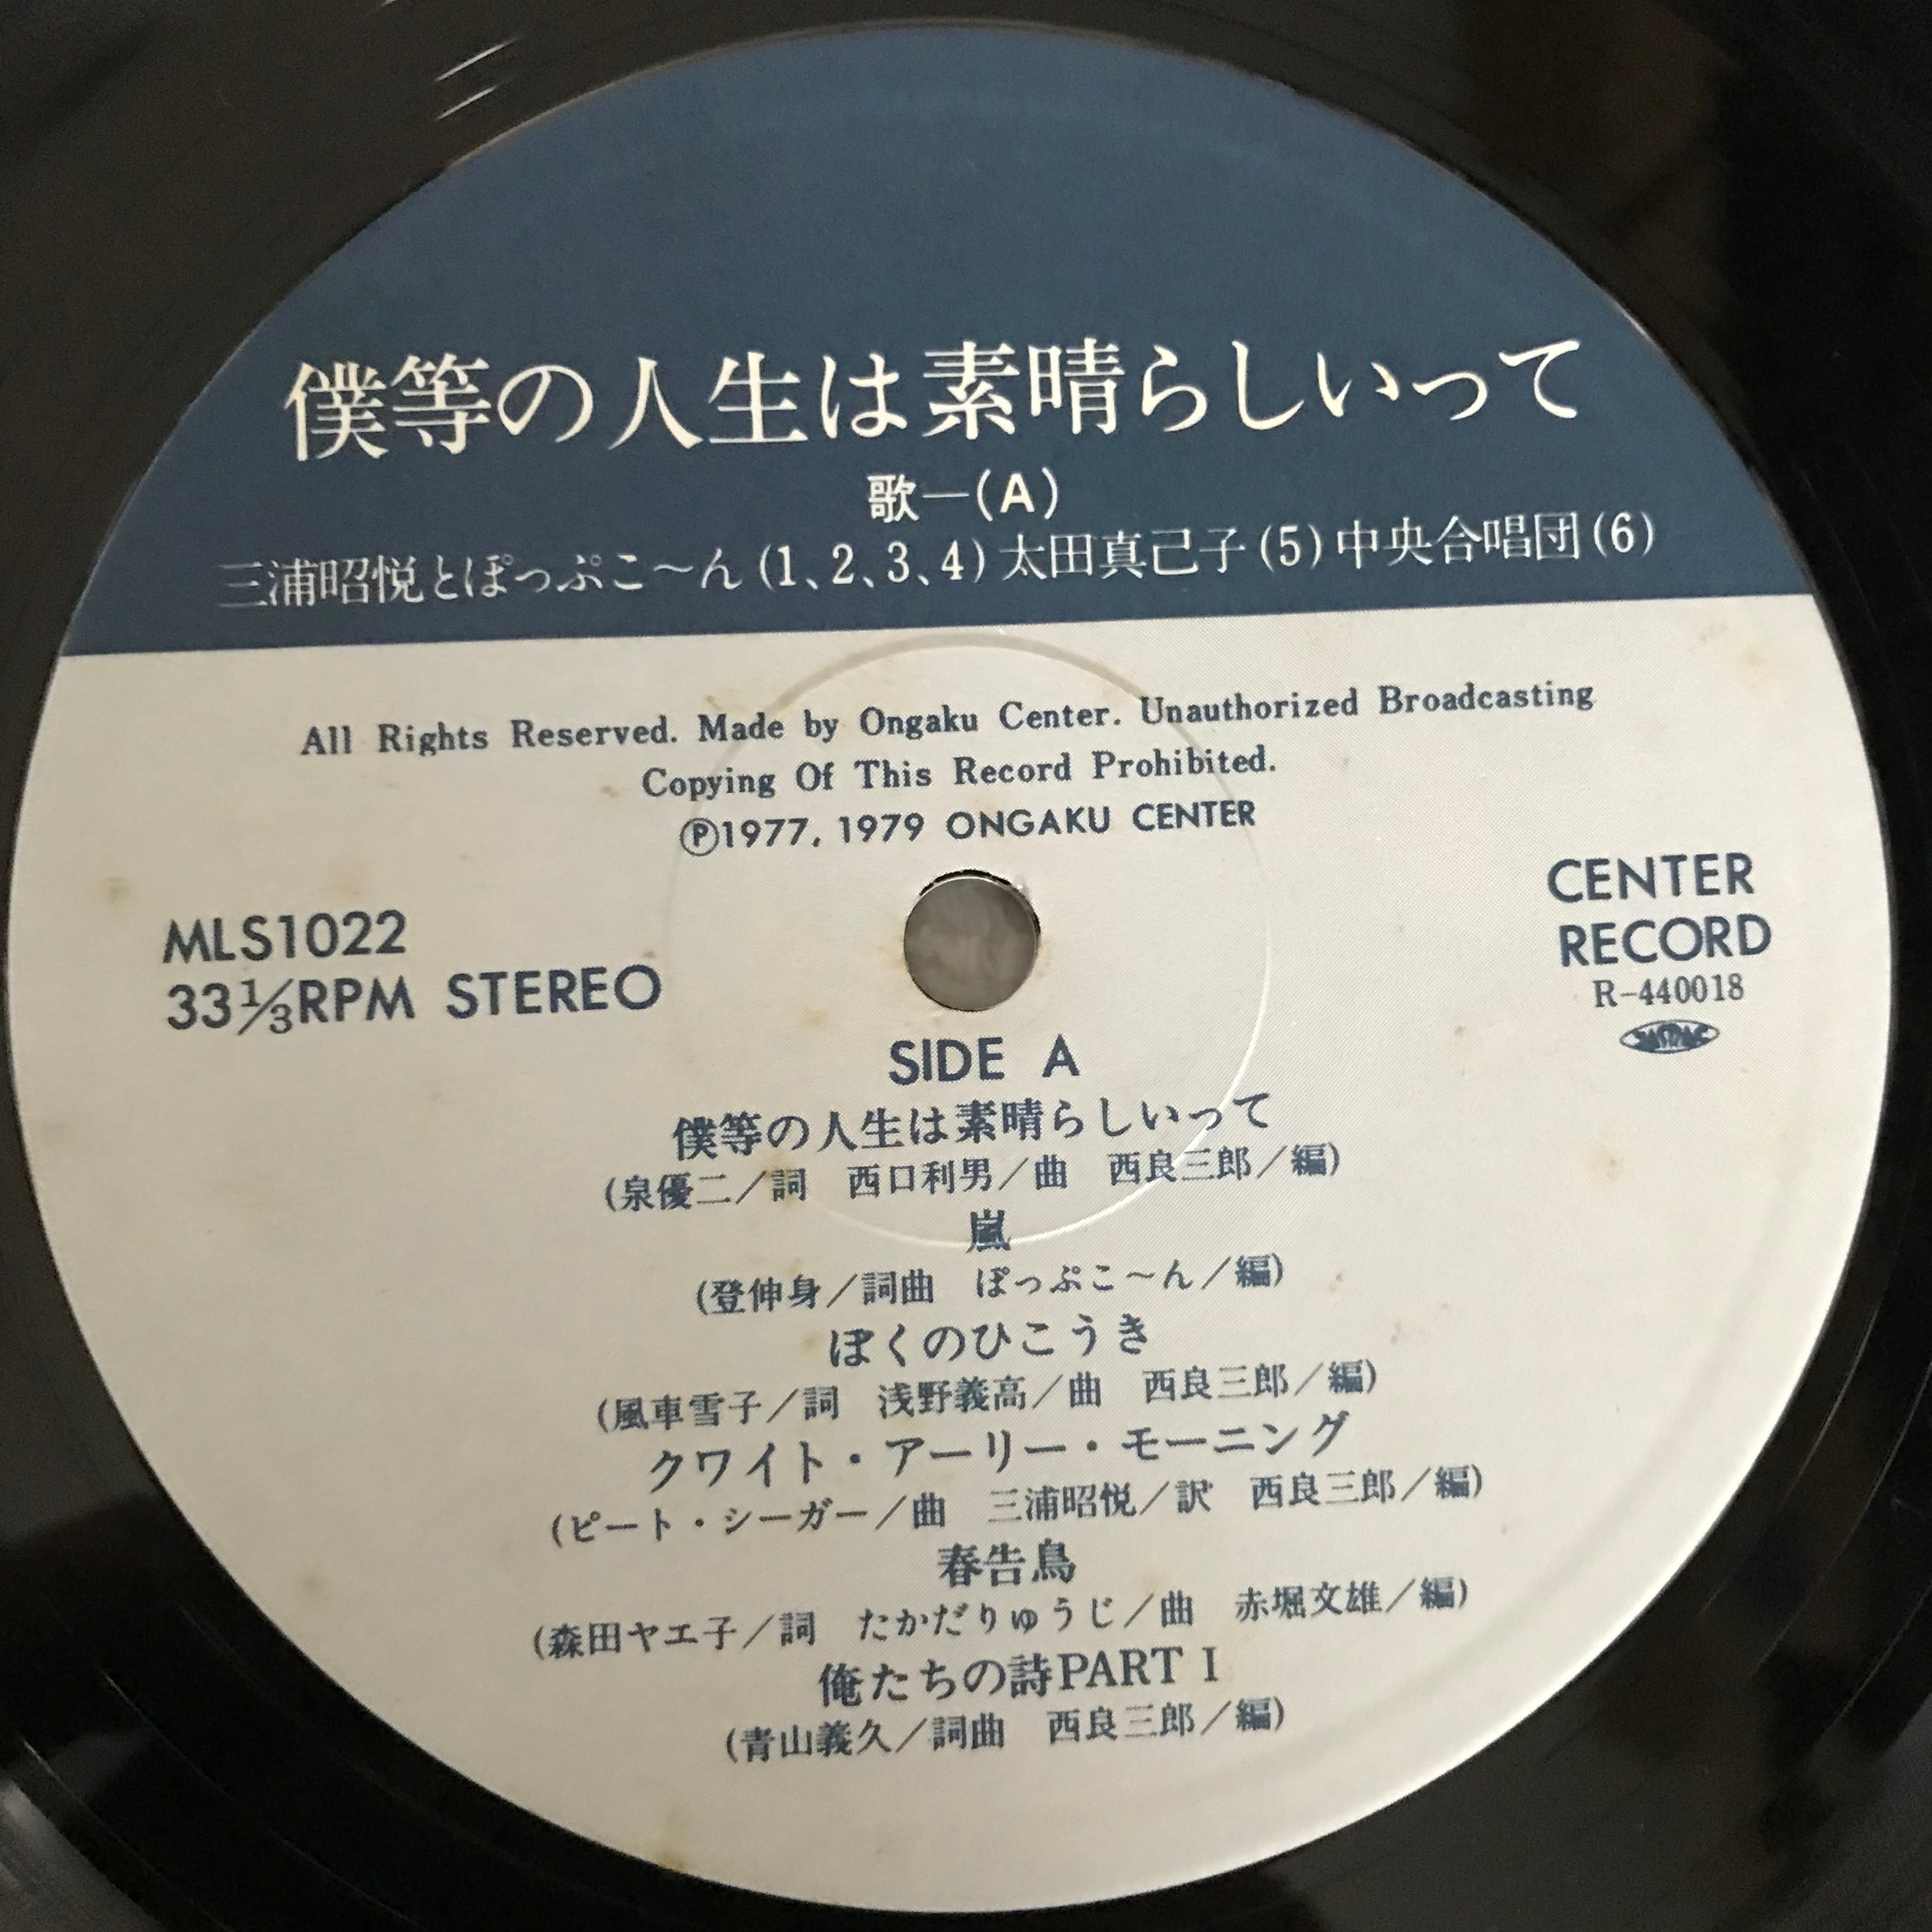 僕等の人生は素晴らしいって
歌—(A)
三浦昭悦とぽっぷこ〜ん(1、2、3、4)太田真己子(5)中央合唱団(6)
All Rights Reserved. Made by Ongaku Center. Unauthorized Broadcasting
Copying Of This Record Prohibited.
Ⓟ1977, 1979 ONGAKU CENTER
MLS1022
33⅓RPM STEREO
CENTER
RECORD
R-440018
JASRAC
SIDE A
僕等の人生は素晴らしいって
(泉優二／詞　西口利男／曲　西良三郎／編)
嵐
(登伸身／詞曲　ぽっぷこ〜ん／編)
ぼくのひこうき
(風車雪子／詞　浅野義高／曲　西良三郎／編)
クワイト・アーリー・モーニング
(ピート・シーガー／曲　三浦昭悦／訳　西良三郎／編)
春告鳥
(森田ヤエ子／詞　たかだりゅうじ／曲　赤堀文雄／編)
俺たちの詩PART I
(青山義久／詞曲　西良三郎／編)